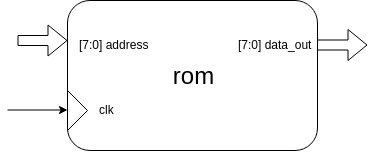 [7:0] address
[7:0] data_out
rom
clk